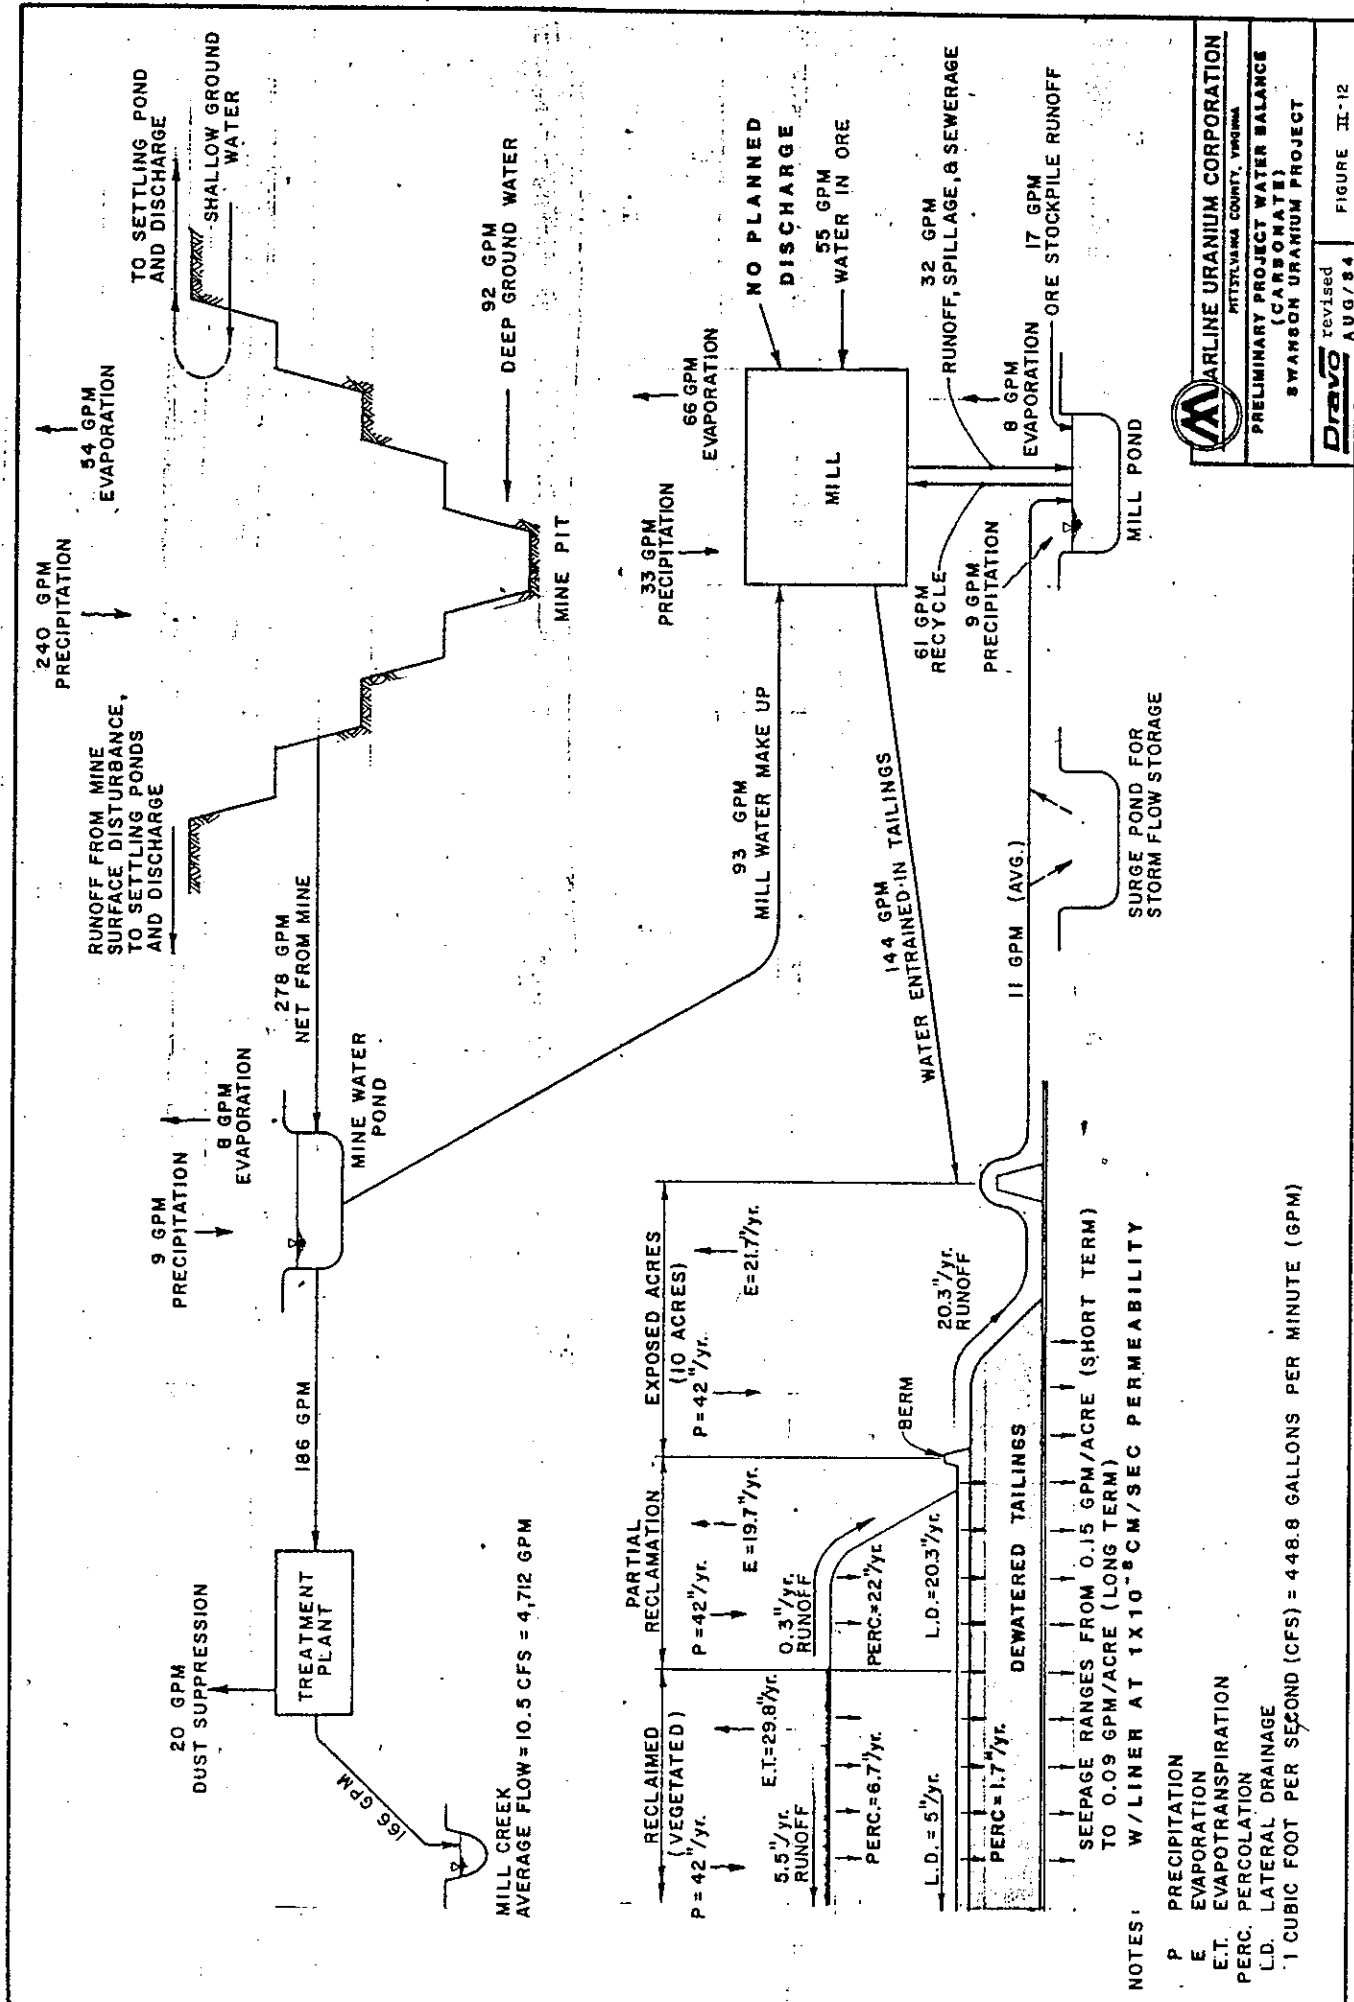 RUNOFF FROM MINE
SURFACE DISTURBANCE,
TO SETTLING PONDS
AND DISCHARGE
240 GPM
PRECIPITATION
54 GPM
EVAPORATION
TO SETTLING POND
AND DISCHARGE
SHALLOW GROUND
WATER
92 GPM
DEEP GROUND WATER
MINE PIT
278 GPM
NET FROM MINE
9 GPM
PRECIPITATION
8 GPM
EVAPORATION
MINE WATER
POND
186 GPM
20 GPM
DUST SUPPRESSION
TREATMENT
PLANT
166 GPM
MILL CREEK
AVERAGE FLOW = 10.5 CFS = 4,712 GPM
93 GPM
MILL WATER MAKE UP
33 GPM
PRECIPITATION
66 GPM
EVAPORATION
NO PLANNED
DISCHARGE
55 GPM
WATER IN ORE
MILL
144 GPM
WATER ENTRAINED IN TAILINGS
61 GPM
RECYCLE
32 GPM
RUNOFF, SPILLAGE, & SEWERAGE
9 GPM
PRECIPITATION
8 GPM
EVAPORATION
17 GPM
ORE STOCKPILE RUNOFF
MILL POND
11 GPM (AVG.)
SURGE POND FOR
STORM FLOW STORAGE
RECLAIMED
(VEGETATED)
P = 42"/yr.
E.T. = 29.8"/yr.
5.5"/yr.
RUNOFF
PERC. = 6.7"/yr.
L.D. = 5"/yr.
PERC = 1.7"/yr.
PARTIAL
RECLAMATION
P = 42"/yr.
E = 19.7"/yr.
0.3"/yr.
RUNOFF
PERC. = 22"/yr.
L.D. = 20.3"/yr.
EXPOSED ACRES
(10 ACRES)
P = 42"/yr.
E = 21.7"/yr.
BERM
20.3"/yr.
RUNOFF
DEWATERED TAILINGS
SEEPAGE RANGES FROM 0.15 GPM/ACRE (SHORT TERM)
TO 0.09 GPM/ACRE (LONG TERM)
W/LINER AT 1X10⁻⁸ CM/SEC PERMEABILITY
NOTES:
P PRECIPITATION
E EVAPORATION
E.T. EVAPOTRANSPIRATION
PERC. PERCOLATION
L.D. LATERAL DRAINAGE
1 CUBIC FOOT PER SECOND (CFS) = 448.8 GALLONS PER MINUTE (GPM)
MARLINE URANIUM CORPORATION
PITTSYLVANIA COUNTY, VIRGINIA
PRELIMINARY PROJECT WATER BALANCE
(CARBONATE)
SWANSON URANIUM PROJECT
Dravo
revised
AUG/84
FIGURE II-12